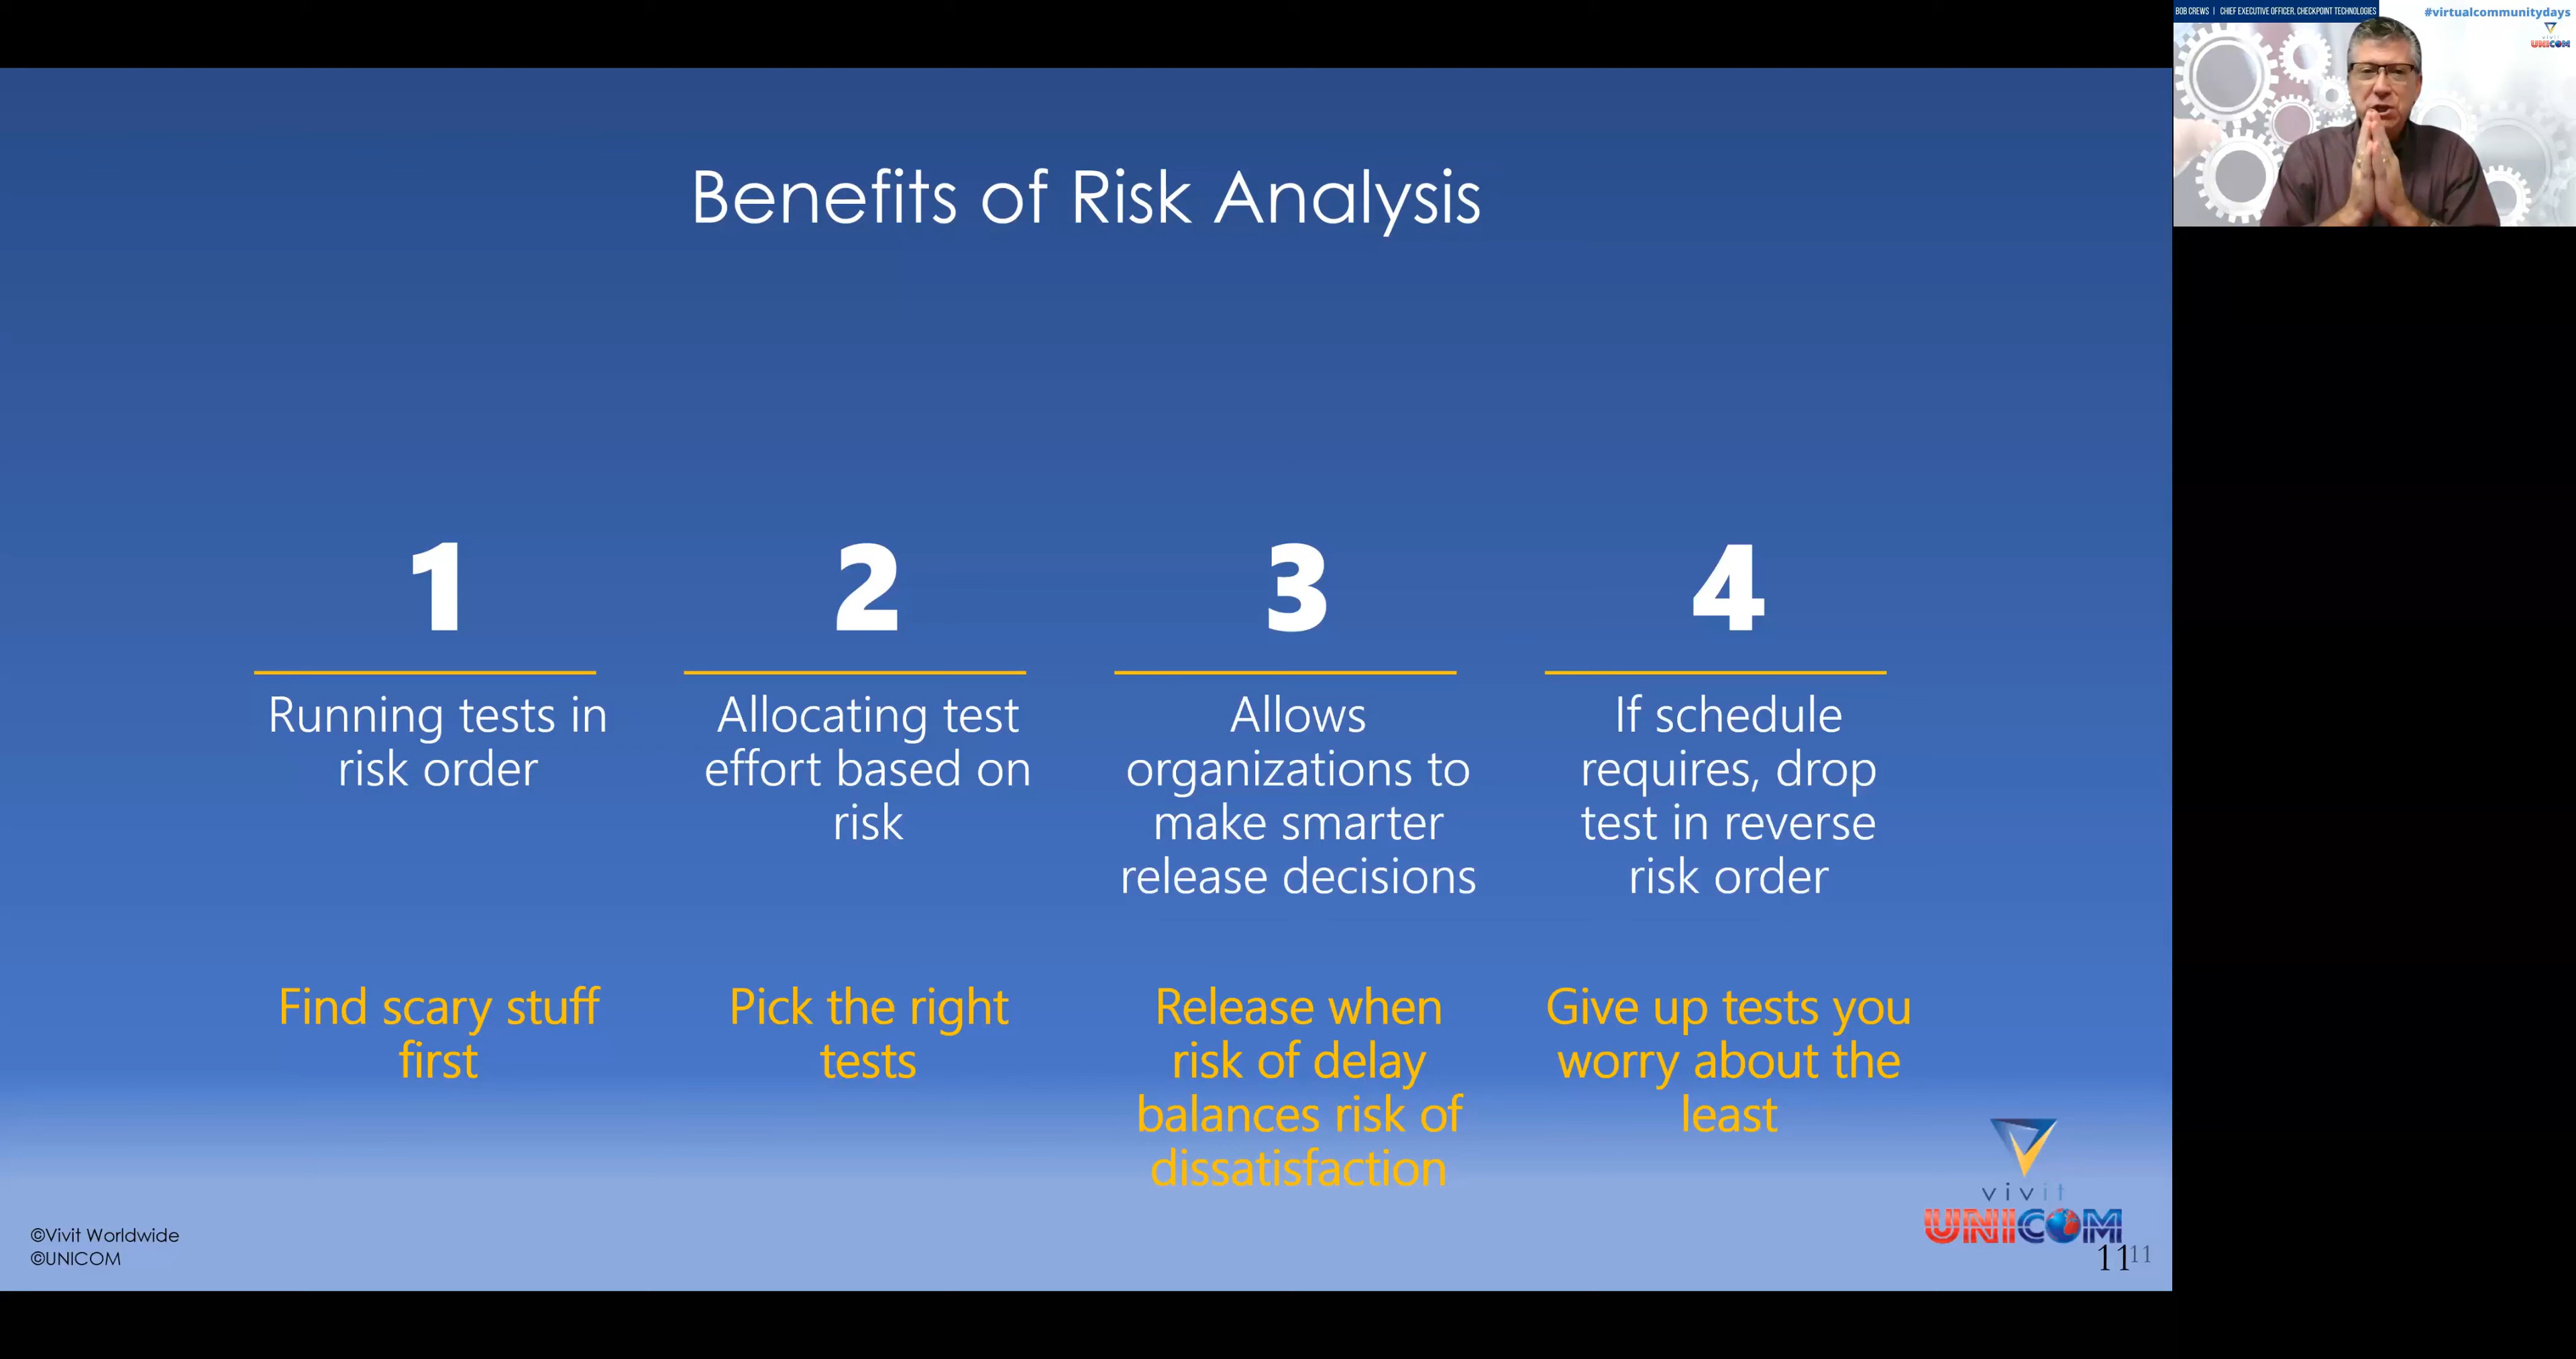 BOB CREWS | CHIEF EXECUTIVE OFFICER, CHECKPOINT TECHNOLOGIES
#virtualcommunitydays
vivit
UNICOM
Benefits of Risk Analysis
1
Running tests in
risk order
Find scary stuff
first
2
Allocating test
effort based on
risk
Pick the right
tests
3
Allows
organizations to
make smarter
release decisions
Release when
risk of delay
balances risk of
dissatisfaction
4
If schedule
requires, drop
test in reverse
risk order
Give up tests you
worry about the
least
vivit
UNICOM
©Vivit Worldwide
©UNICOM
11 11